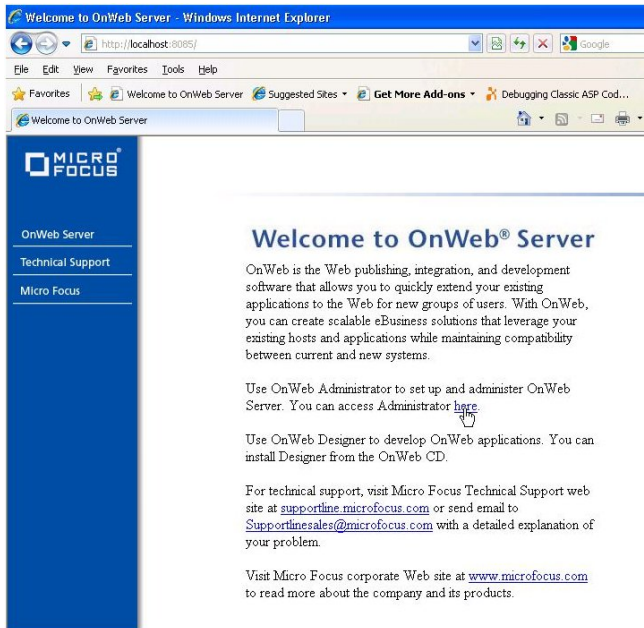 Welcome to OnWeb Server - Windows Internet Explorer
http://localhost:8085/
Google
File Edit View Favorites Tools Help
Favorites Welcome to OnWeb Server Suggested Sites Get More Add-ons Debugging Classic ASP Cod...
Welcome to OnWeb Server
MICRO
FOCUS
OnWeb Server
Technical Support
Micro Focus
Welcome to OnWeb® Server
OnWeb is the Web publishing, integration, and development
software that allows you to quickly extend your existing
applications to the Web for new groups of users. With OnWeb,
you can create scalable eBusiness solutions that leverage your
existing hosts and applications while maintaining compatibility
between current and new systems.
Use OnWeb Administrator to set up and administer OnWeb
Server. You can access Administrator here.
Use OnWeb Designer to develop OnWeb applications. You can
install Designer from the OnWeb CD.
For technical support, visit Micro Focus Technical Support web
site at supportline.microfocus.com or send email to
Supportlinesales@microfocus.com with a detailed explanation of
your problem.
Visit Micro Focus corporate Web site at www.microfocus.com
to read more about the company and its products.